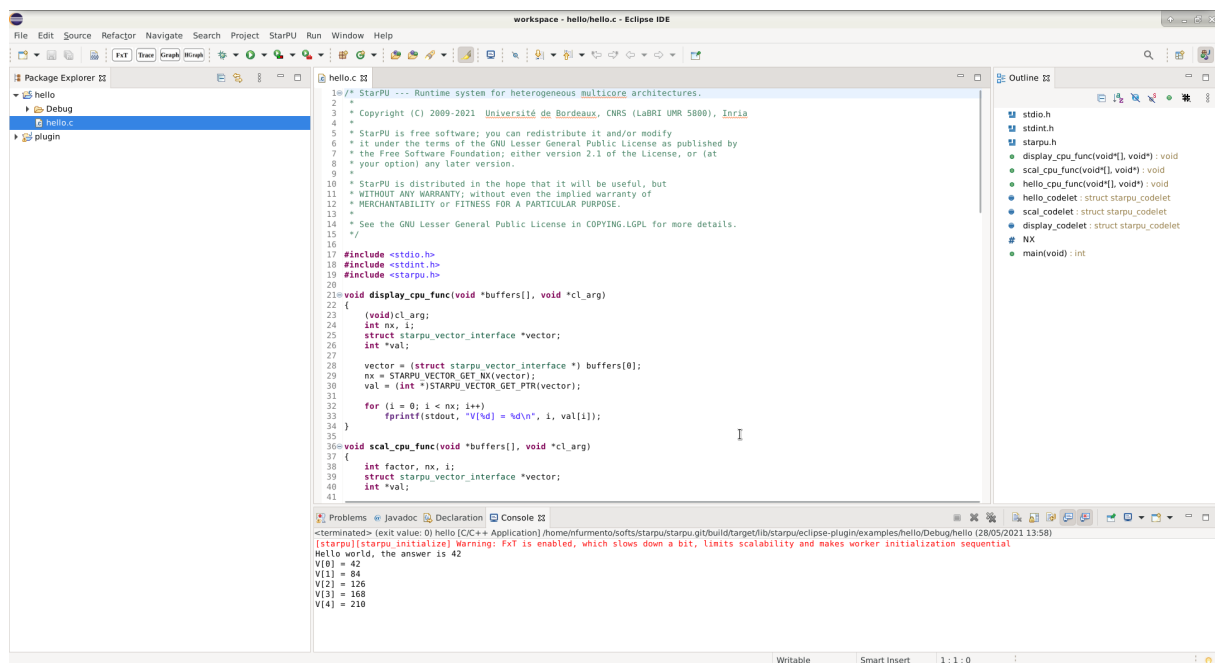 workspace - hello/hello.c - Eclipse IDE
File Edit Source Refactor Navigate Search Project StarPU Run Window Help
FxT Trace Graph HGraph
Package Explorer
hello
Debug
hello.c
plugin
hello.c
1 /* StarPU --- Runtime system for heterogeneous multicore architectures.
2 *
3 * Copyright (C) 2009-2021 Université de Bordeaux, CNRS (LaBRI UMR 5800), Inria
4 *
5 * StarPU is free software; you can redistribute it and/or modify
6 * it under the terms of the GNU Lesser General Public License as published by
7 * the Free Software Foundation; either version 2.1 of the License, or (at
8 * your option) any later version.
9 *
10 * StarPU is distributed in the hope that it will be useful, but
11 * WITHOUT ANY WARRANTY; without even the implied warranty of
12 * MERCHANTABILITY or FITNESS FOR A PARTICULAR PURPOSE.
13 *
14 * See the GNU Lesser General Public License in COPYING.LGPL for more details.
15 */
16
17 #include <stdio.h>
18 #include <stdint.h>
19 #include <starpu.h>
20
21 void display_cpu_func(void *buffers[], void *cl_arg)
22 {
23 (void)cl_arg;
24 int nx, i;
25 struct starpu_vector_interface *vector;
26 int *val;
27
28 vector = (struct starpu_vector_interface *) buffers[0];
29 nx = STARPU_VECTOR_GET_NX(vector);
30 val = (int *)STARPU_VECTOR_GET_PTR(vector);
31
32 for (i = 0; i < nx; i++)
33 fprintf(stdout, "V[%d] = %d\n", i, val[i]);
34 }
35
36 void scal_cpu_func(void *buffers[], void *cl_arg)
37 {
38 int factor, nx, i;
39 struct starpu_vector_interface *vector;
40 int *val;
41
Outline
stdio.h
stdint.h
starpu.h
display_cpu_func(void*[], void*) : void
scal_cpu_func(void*[], void*) : void
hello_cpu_func(void*[], void*) : void
hello_codelet : struct starpu_codelet
scal_codelet : struct starpu_codelet
display_codelet : struct starpu_codelet
# NX
main(void) : int
Problems @ Javadoc Declaration Console
<terminated> (exit value: 0) hello [C/C++ Application] /home/nfurmento/softs/starpu/starpu.git/build/target/lib/starpu/eclipse-plugin/examples/hello/Debug/hello (28/05/2021 13:58)
[starpu][starpu_initialize] Warning: FxT is enabled, which slows down a bit, limits scalability and makes worker initialization sequential
Hello world, the answer is 42
V[0] = 42
V[1] = 84
V[2] = 126
V[3] = 168
V[4] = 210
Writable Smart Insert 1 : 1 : 0